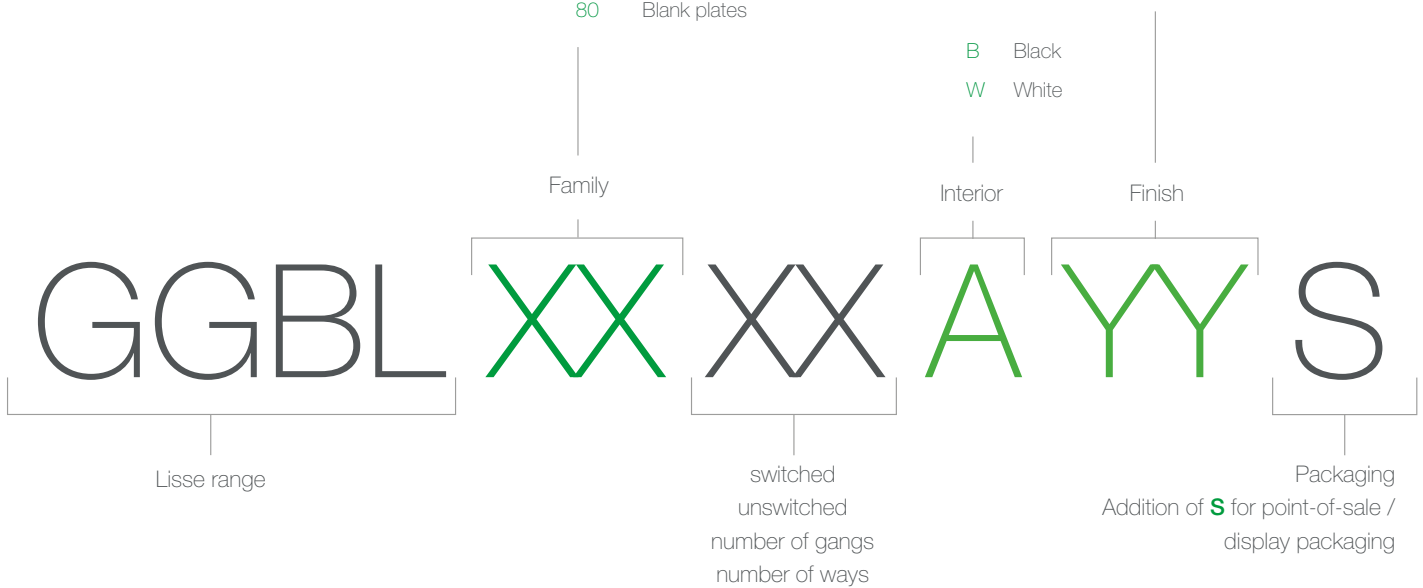 80 Blank plates
B Black
W White
Family
Interior
Finish
GGBL XX XX A YY S
Lisse range
switched
unswitched
number of gangs
number of ways
Packaging
Addition of S for point-of-sale /
display packaging